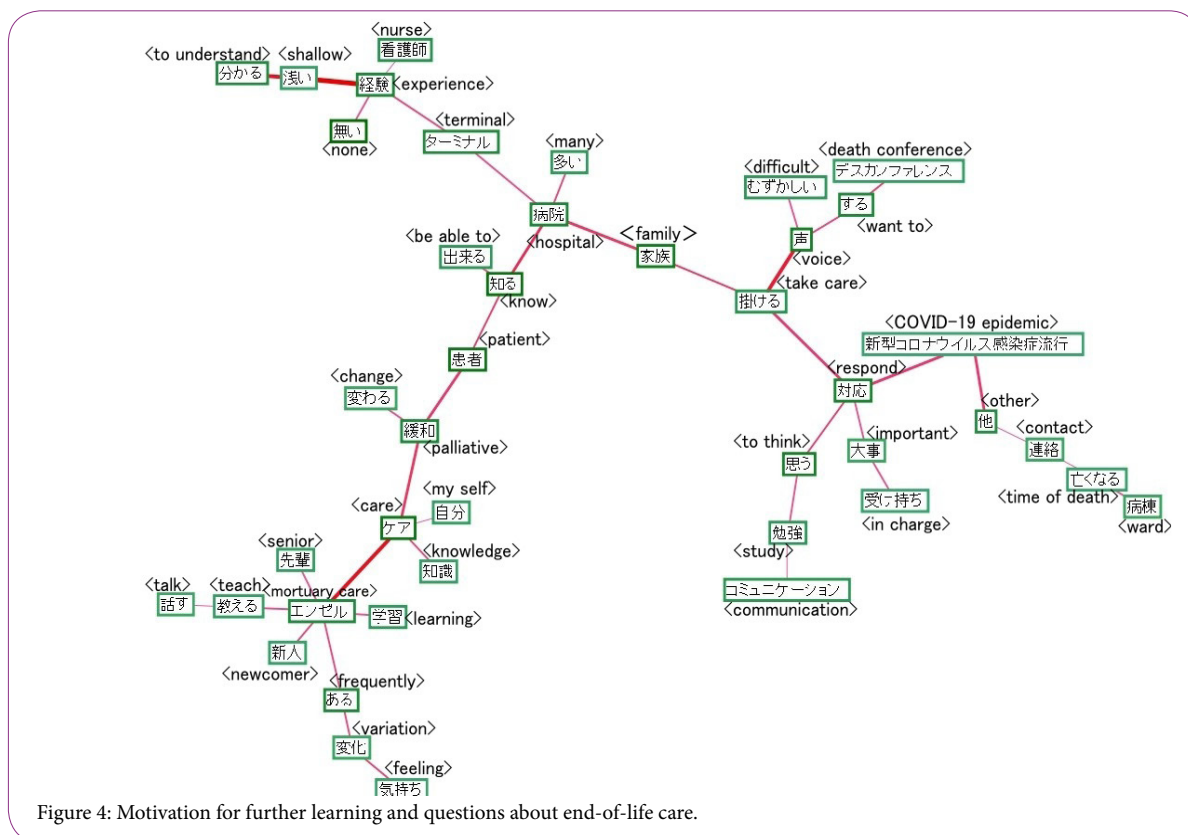 <nurse>
看護師
<to understand>
分かる
<shallow>
浅い
経験
<experience>
無い
<none>
<terminal>
ターミナル
<many>
多い
病院
<hospital>
<family>
家族
<difficult>
むずかしい
<death conference>
デスカンファレンス
する
<want to>
声
<voice>
<take care>
掛ける
<be able to>
出来る
知る
<know>
<patient>
患者
<COVID-19 epidemic>
新型コロナウイルス感染症流行
<respond>
対応
<other>
他
<contact>
連絡
亡くなる
<time of death>
病棟
<ward>
<to think>
思う
<important>
大事
受け持ち
<in charge>
勉強
<study>
コミュニケーション
<communication>
<change>
変わる
緩和
<palliative>
<care>
ケア
<my self>
自分
<knowledge>
知識
<senior>
先輩
<talk>
話す
<teach>
教える
<mortuary care>
エンゼル
学習
<learning>
新人
<newcomer>
<frequently>
ある
<variation>
変化
<feeling>
気持ち
Figure 4: Motivation for further learning and questions about end-of-life care.